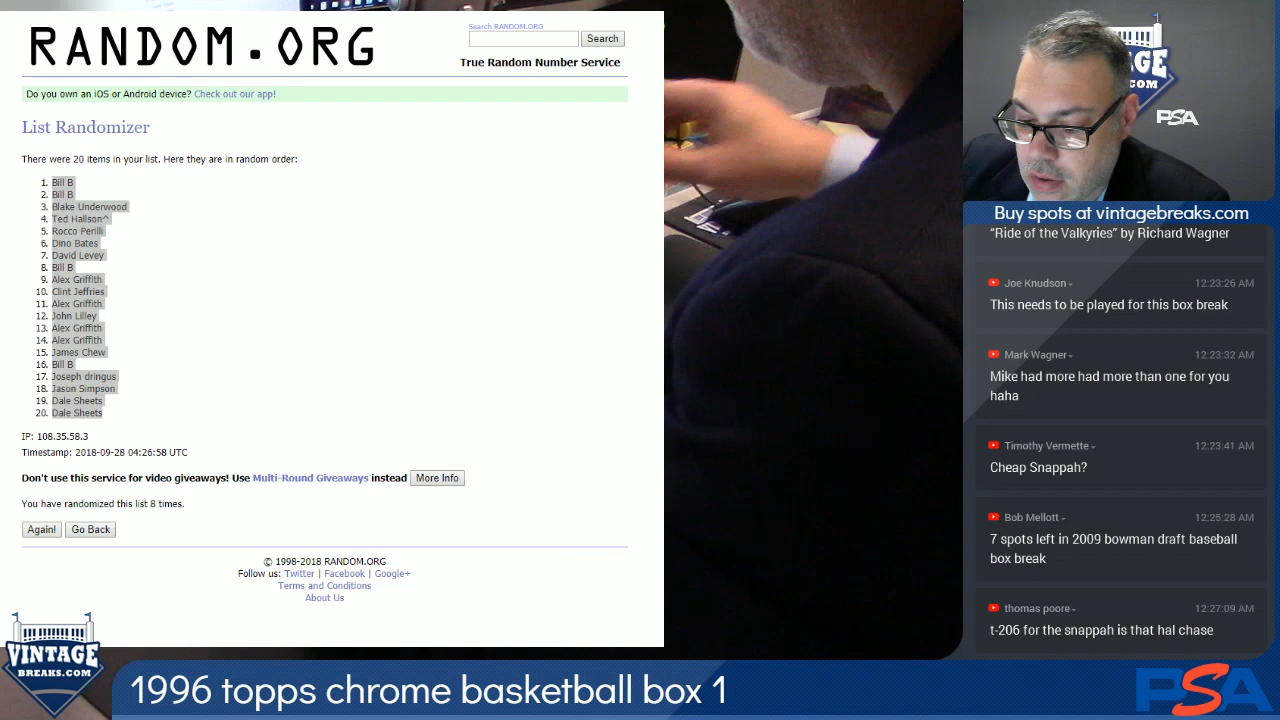 RANDOM.ORG
Search RANDOM.ORG
Search
True Random Number Service
Do you own an iOS or Android device? Check out our app!
List Randomizer
There were 20 items in your list. Here they are in random order:
1. Bill B
2. Bill B
3. Blake Underwood
4. Ted Hallson^
5. Rocco Perilli
6. Dino Bates
7. David Levey
8. Bill B
9. Alex Griffith
10. Clint Jeffries
11. Alex Griffith
12. John Lilley
13. Alex Griffith
14. Alex Griffith
15. James Chew
16. Bill B
17. Joseph dringus
18. Jason Simpson
19. Dale Sheets
20. Dale Sheets
IP: 108.35.58.3
Timestamp: 2018-09-28 04:26:58 UTC
Don't use this service for video giveaways! Use Multi-Round Giveaways instead More Info
You have randomized this list 8 times.
Again! Go Back
© 1998-2018 RANDOM.ORG
Follow us: Twitter | Facebook | Google+
Terms and Conditions
About Us
AGE
.COM
PSA
Buy spots at vintagebreaks.com
“Ride of the Valkyries” by Richard Wagner
Joe Knudson 12:23:26 AM
This needs to be played for this box break
Mark Wagner 12:23:32 AM
Mike had more had more than one for you
haha
Timothy Vermette 12:23:41 AM
Cheap Snappah?
Bob Mellott 12:25:28 AM
7 spots left in 2009 bowman draft baseball
box break
thomas poore 12:27:09 AM
t-206 for the snappah is that hal chase
VINTAGE
BREAKS.COM
1996 topps chrome basketball box 1
PSA